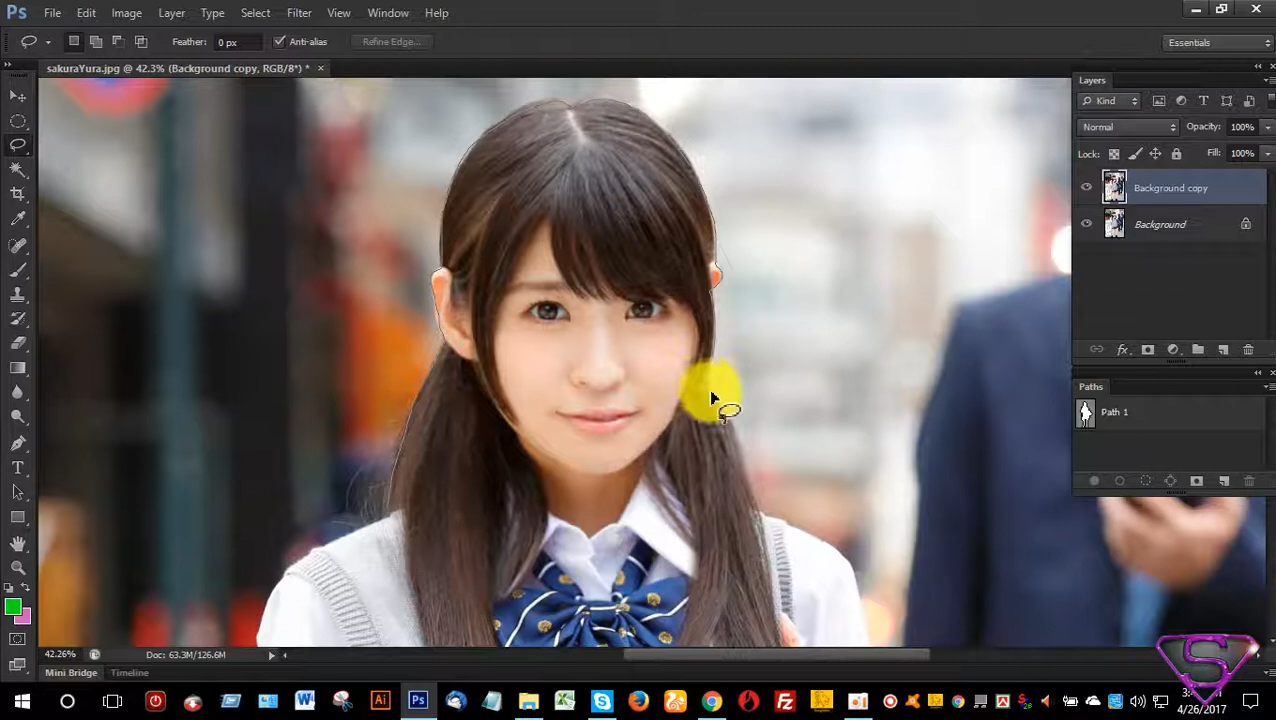 Ps File Edit Image Layer Type Select Filter View Window Help
Feather: 0 px Anti-alias Refine Edge... Essentials
sakuraYura.jpg @ 42.3% (Background copy, RGB/8*) * ×
Layers
Kind
Normal Opacity: 100%
Lock: Fill: 100%
Background copy
Background
Paths
Path 1
42.26% Doc: 63.3M/126.6M
Mini Bridge Timeline
4/26/2017